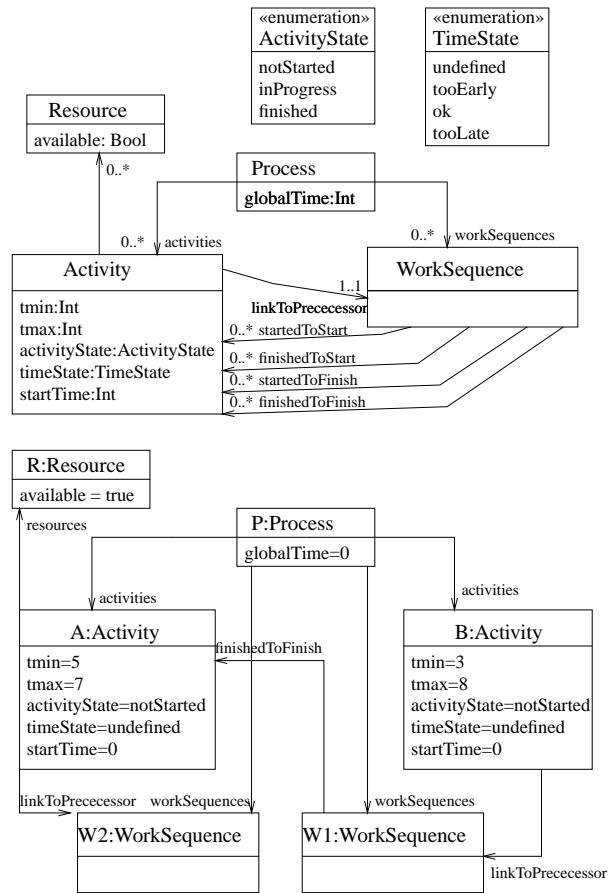 «enumeration»
ActivityState
notStarted
inProgress
finished
«enumeration»
TimeState
undefined
tooEarly
ok
tooLate
Resource
available: Bool
0..*
Process
globalTime:Int
0..* activities
0..* workSequences
Activity
tmin:Int
tmax:Int
activityState:ActivityState
timeState:TimeState
startTime:Int
WorkSequence
1..1
linkToPrececessor
0..* startedToStart
0..* finishedToStart
0..* startedToFinish
0..* finishedToFinish
R:Resource
available = true
resources
P:Process
globalTime=0
activities
activities
A:Activity
tmin=5
tmax=7
activityState=notStarted
timeState=undefined
startTime=0
finishedToFinish
B:Activity
tmin=3
tmax=8
activityState=notStarted
timeState=undefined
startTime=0
linkToPrececessor
workSequences
workSequences
W2:WorkSequence
W1:WorkSequence
linkToPrececessor